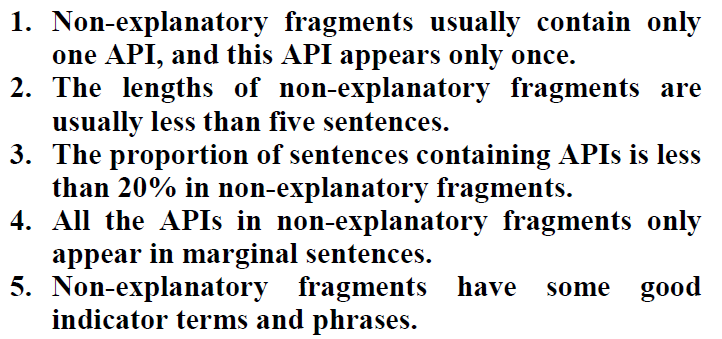 1. Non-explanatory fragments usually contain only
one API, and this API appears only once.
2. The lengths of non-explanatory fragments are
usually less than five sentences.
3. The proportion of sentences containing APIs is less
than 20% in non-explanatory fragments.
4. All the APIs in non-explanatory fragments only
appear in marginal sentences.
5. Non-explanatory fragments have some good
indicator terms and phrases.